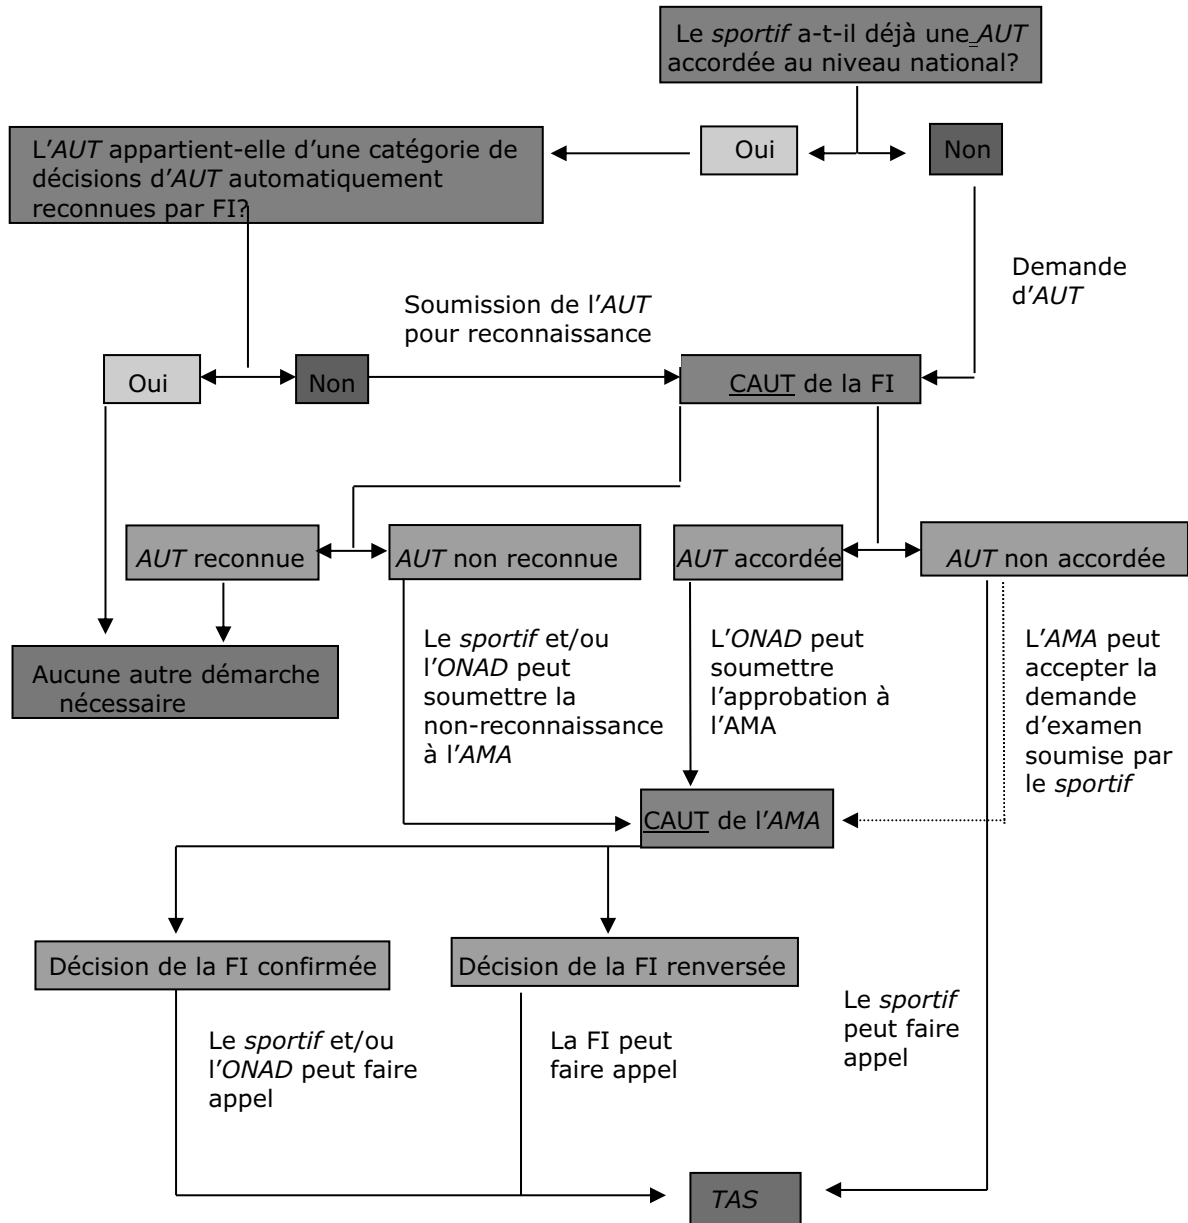 Le sportif a-t-il déjà une AUT
accordée au niveau national?
Oui
Non
L'AUT appartient-elle d'une catégorie de
décisions d'AUT automatiquement
reconnues par FI?
Demande
d'AUT
Soumission de l'AUT
pour reconnaissance
Oui
Non
CAUT de la FI
AUT reconnue
AUT non reconnue
AUT accordée
AUT non accordée
Aucune autre démarche
nécessaire
Le sportif et/ou
l'ONAD peut
soumettre la
non-reconnaissance
à l'AMA
L'ONAD peut
soumettre
l'approbation à
l'AMA
L'AMA peut
accepter la
demande
d'examen
soumise par
le sportif
CAUT de l'AMA
Décision de la FI confirmée
Décision de la FI renversée
Le sportif et/ou
l'ONAD peut faire
appel
La FI peut
faire appel
Le sportif
peut faire
appel
TAS